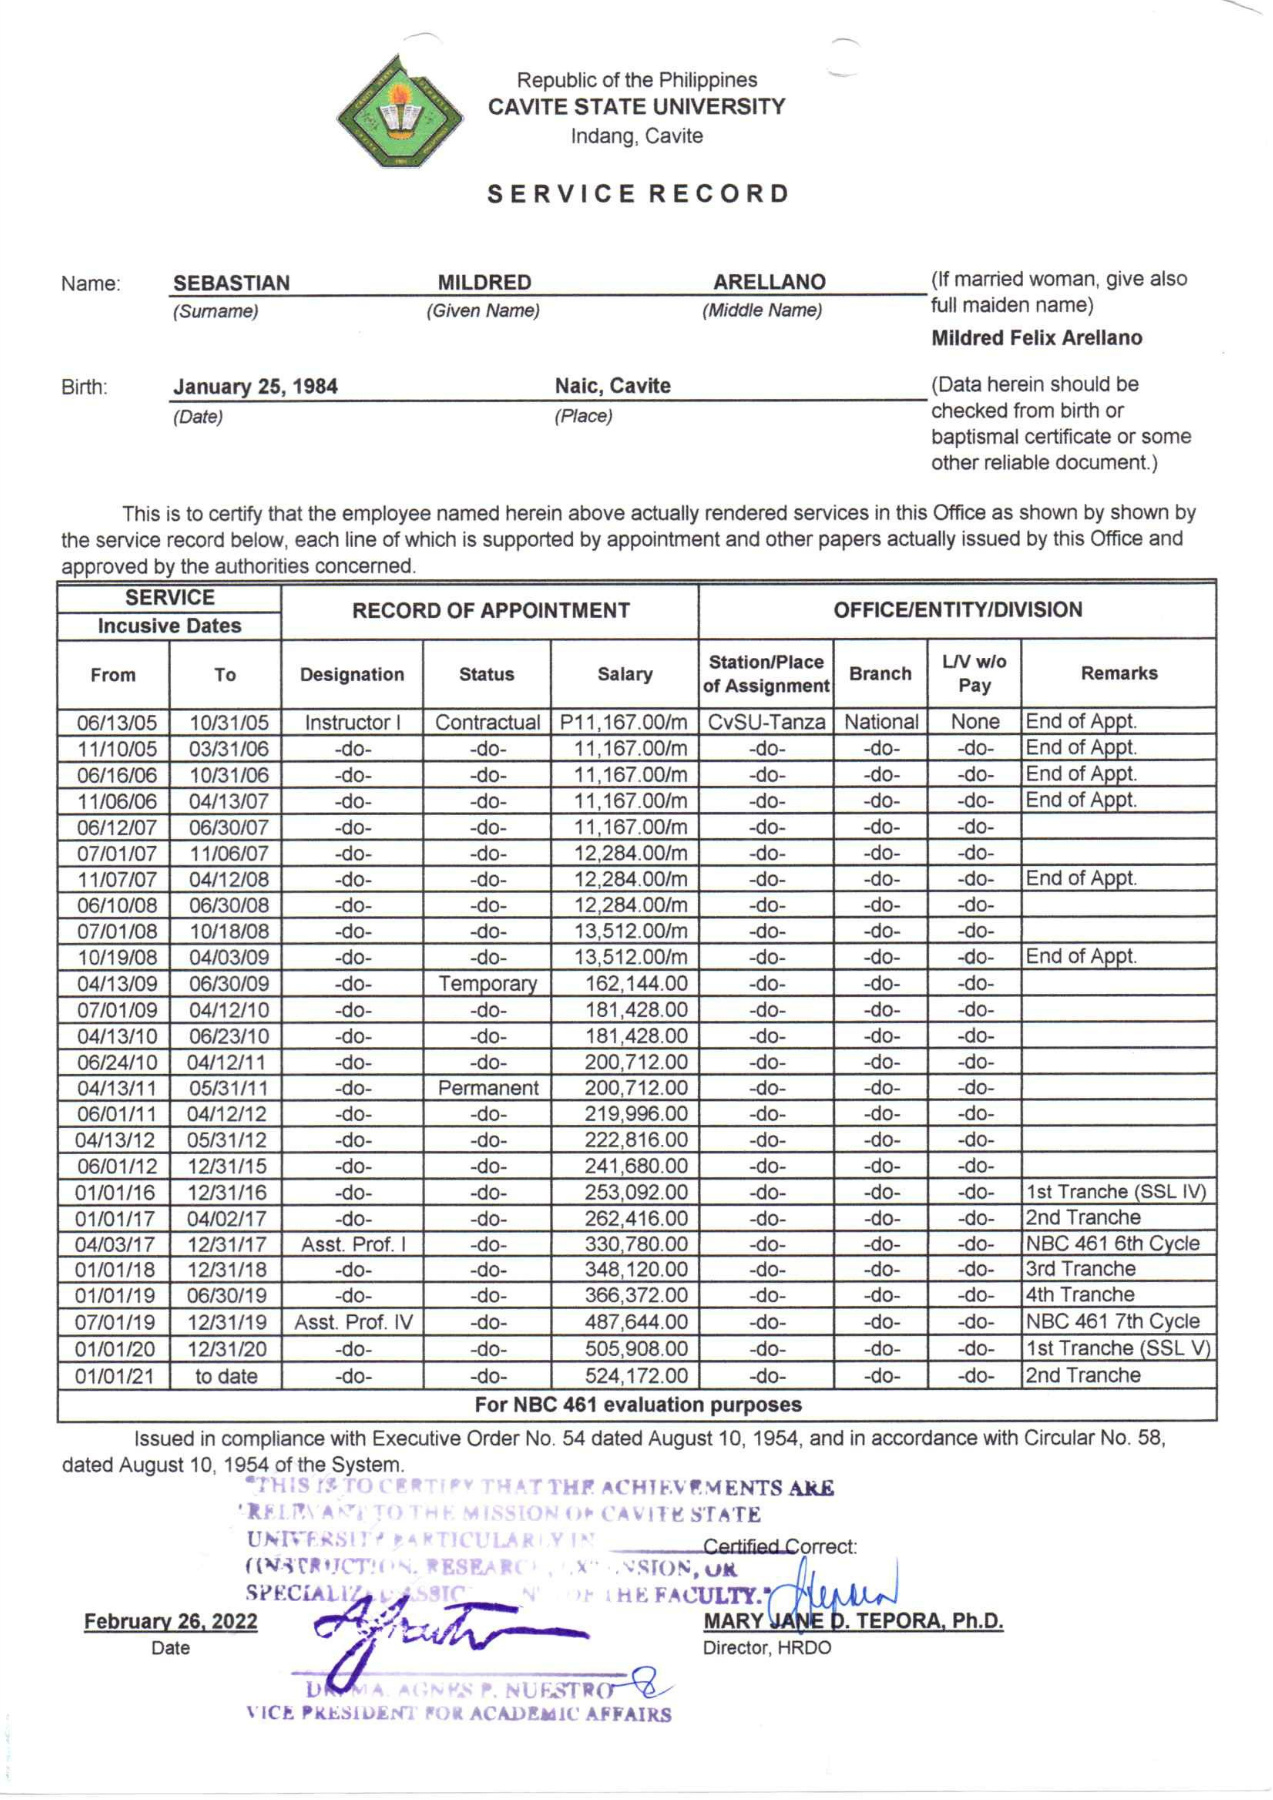 Republic of the Philippines
CAVITE STATE UNIVERSITY
Indang, Cavite
SERVICE RECORD
Name: SEBASTIAN MILDRED ARELLANO (If married woman, give also
(Surname) (Given Name) (Middle Name) full maiden name)
Mildred Felix Arellano
Birth: January 25, 1984 Naic, Cavite (Data herein should be
(Date) (Place) checked from birth or
baptismal certificate or some
other reliable document.)
This is to certify that the employee named herein above actually rendered services in this Office as shown by shown by
the service record below, each line of which is supported by appointment and other papers actually issued by this Office and
approved by the authorities concerned.
SERVICE RECORD OF APPOINTMENT OFFICE/ENTITY/DIVISION
Incusive Dates
From To Designation Status Salary Station/Place of Assignment Branch L/V w/o Pay Remarks
06/13/05 10/31/05 Instructor I Contractual P11,167.00/m CvSU-Tanza National None End of Appt.
11/10/05 03/31/06 -do- -do- 11,167.00/m -do- -do- -do- End of Appt.
06/16/06 10/31/06 -do- -do- 11,167.00/m -do- -do- -do- End of Appt.
11/06/06 04/13/07 -do- -do- 11,167.00/m -do- -do- -do- End of Appt.
06/12/07 06/30/07 -do- -do- 11,167.00/m -do- -do- -do-
07/01/07 11/06/07 -do- -do- 12,284.00/m -do- -do- -do-
11/07/07 04/12/08 -do- -do- 12,284.00/m -do- -do- -do- End of Appt.
06/10/08 06/30/08 -do- -do- 12,284.00/m -do- -do- -do-
07/01/08 10/18/08 -do- -do- 13,512.00/m -do- -do- -do-
10/19/08 04/03/09 -do- -do- 13,512.00/m -do- -do- -do- End of Appt.
04/13/09 06/30/09 -do- Temporary 162,144.00 -do- -do- -do-
07/01/09 04/12/10 -do- -do- 181,428.00 -do- -do- -do-
04/13/10 06/23/10 -do- -do- 181,428.00 -do- -do- -do-
06/24/10 04/12/11 -do- -do- 200,712.00 -do- -do- -do-
04/13/11 05/31/11 -do- Permanent 200,712.00 -do- -do- -do-
06/01/11 04/12/12 -do- -do- 219,996.00 -do- -do- -do-
04/13/12 05/31/12 -do- -do- 222,816.00 -do- -do- -do-
06/01/12 12/31/15 -do- -do- 241,680.00 -do- -do- -do-
01/01/16 12/31/16 -do- -do- 253,092.00 -do- -do- -do- 1st Tranche (SSL IV)
01/01/17 04/02/17 -do- -do- 262,416.00 -do- -do- -do- 2nd Tranche
04/03/17 12/31/17 Asst. Prof. I -do- 330,780.00 -do- -do- -do- NBC 461 6th Cycle
01/01/18 12/31/18 -do- -do- 348,120.00 -do- -do- -do- 3rd Tranche
01/01/19 06/30/19 -do- -do- 366,372.00 -do- -do- -do- 4th Tranche
07/01/19 12/31/19 Asst. Prof. IV -do- 487,644.00 -do- -do- -do- NBC 461 7th Cycle
01/01/20 12/31/20 -do- -do- 505,908.00 -do- -do- -do- 1st Tranche (SSL V)
01/01/21 to date -do- -do- 524,172.00 -do- -do- -do- 2nd Tranche
For NBC 461 evaluation purposes
Issued in compliance with Executive Order No. 54 dated August 10, 1954, and in accordance with Circular No. 58,
dated August 10, 1954 of the System.
"THIS IS TO CERTIFY THAT THE ACHIEVEMENTS ARE
RELEVANT TO THE MISSION OF CAVITE STATE
UNIVERSITY PARTICULARLY IN
Certified Correct:
(INSTRUCTION, RESEARCH, EXTENSION, OR
OF THE FACULTY."
February 26, 2022 MARY JANE D. TEPORA, Ph.D.
Date Director, HRDO
DR. MA. AGNES P. NUESTRO
VICE PRESIDENT FOR ACADEMIC AFFAIRS